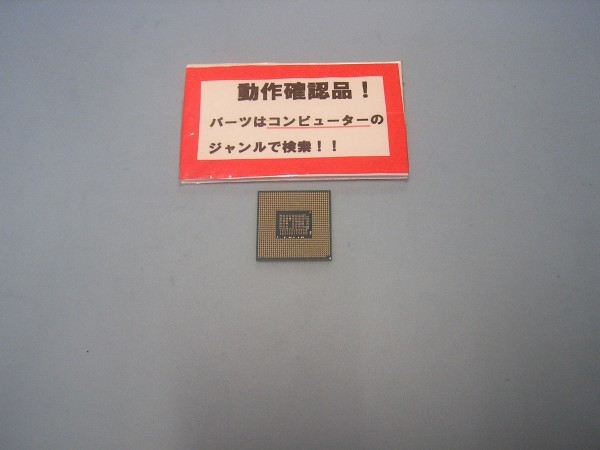 動作確認品！
パーツはコンピューターの
ジャンルで検索！！